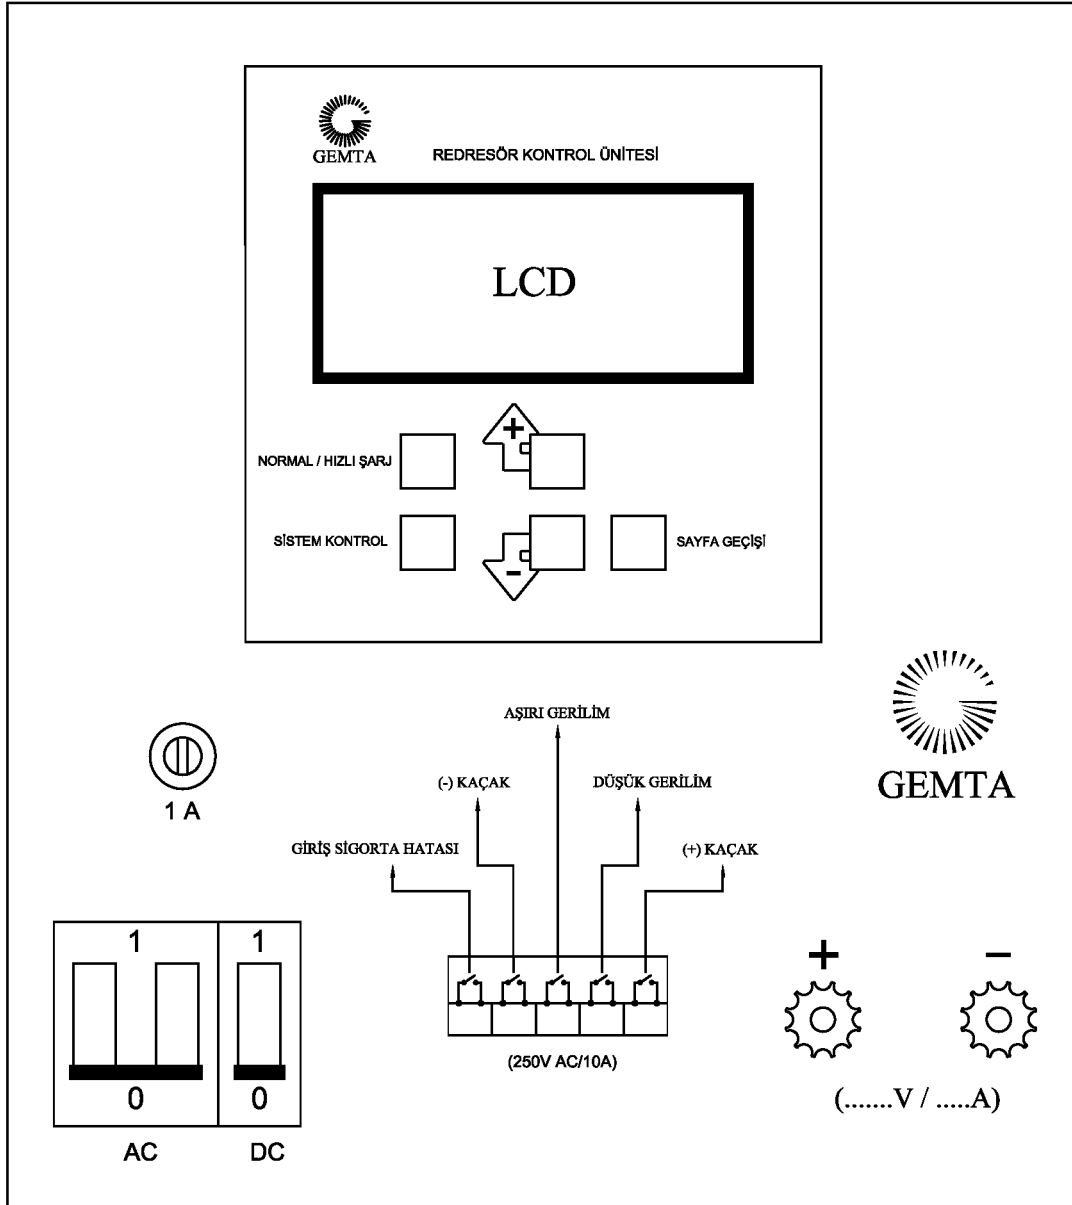 GEMTA
REDRESÖR KONTROL ÜNİTESİ
LCD
+
NORMAL / HIZLI ŞARJ
SİSTEM KONTROL
-
SAYFA GEÇİŞİ
GEMTA
1 A
AŞIRI GERİLİM
(-) KAÇAK
DÜŞÜK GERİLİM
GİRİŞ SİGORTA HATASI
(+) KAÇAK
(250V AC/10A)
1
1
0
0
AC
DC
+
-
(.......V / .....A)